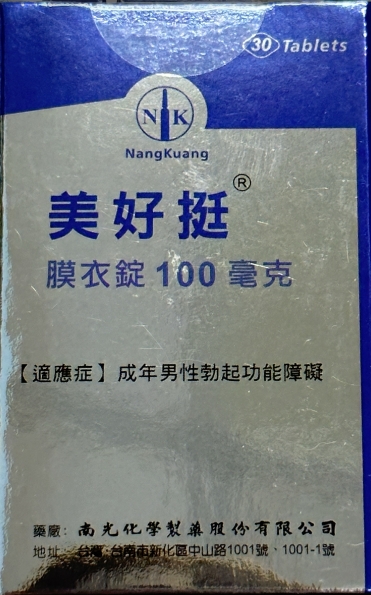 30 Tablets
N K
NangKuang
美好挺®
膜衣錠100毫克
【適應症】成年男性勃起功能障礙
藥廠: 南光化學製藥股份有限公司
地址: 台灣·台南市新化區中山路1001號、1001-1號